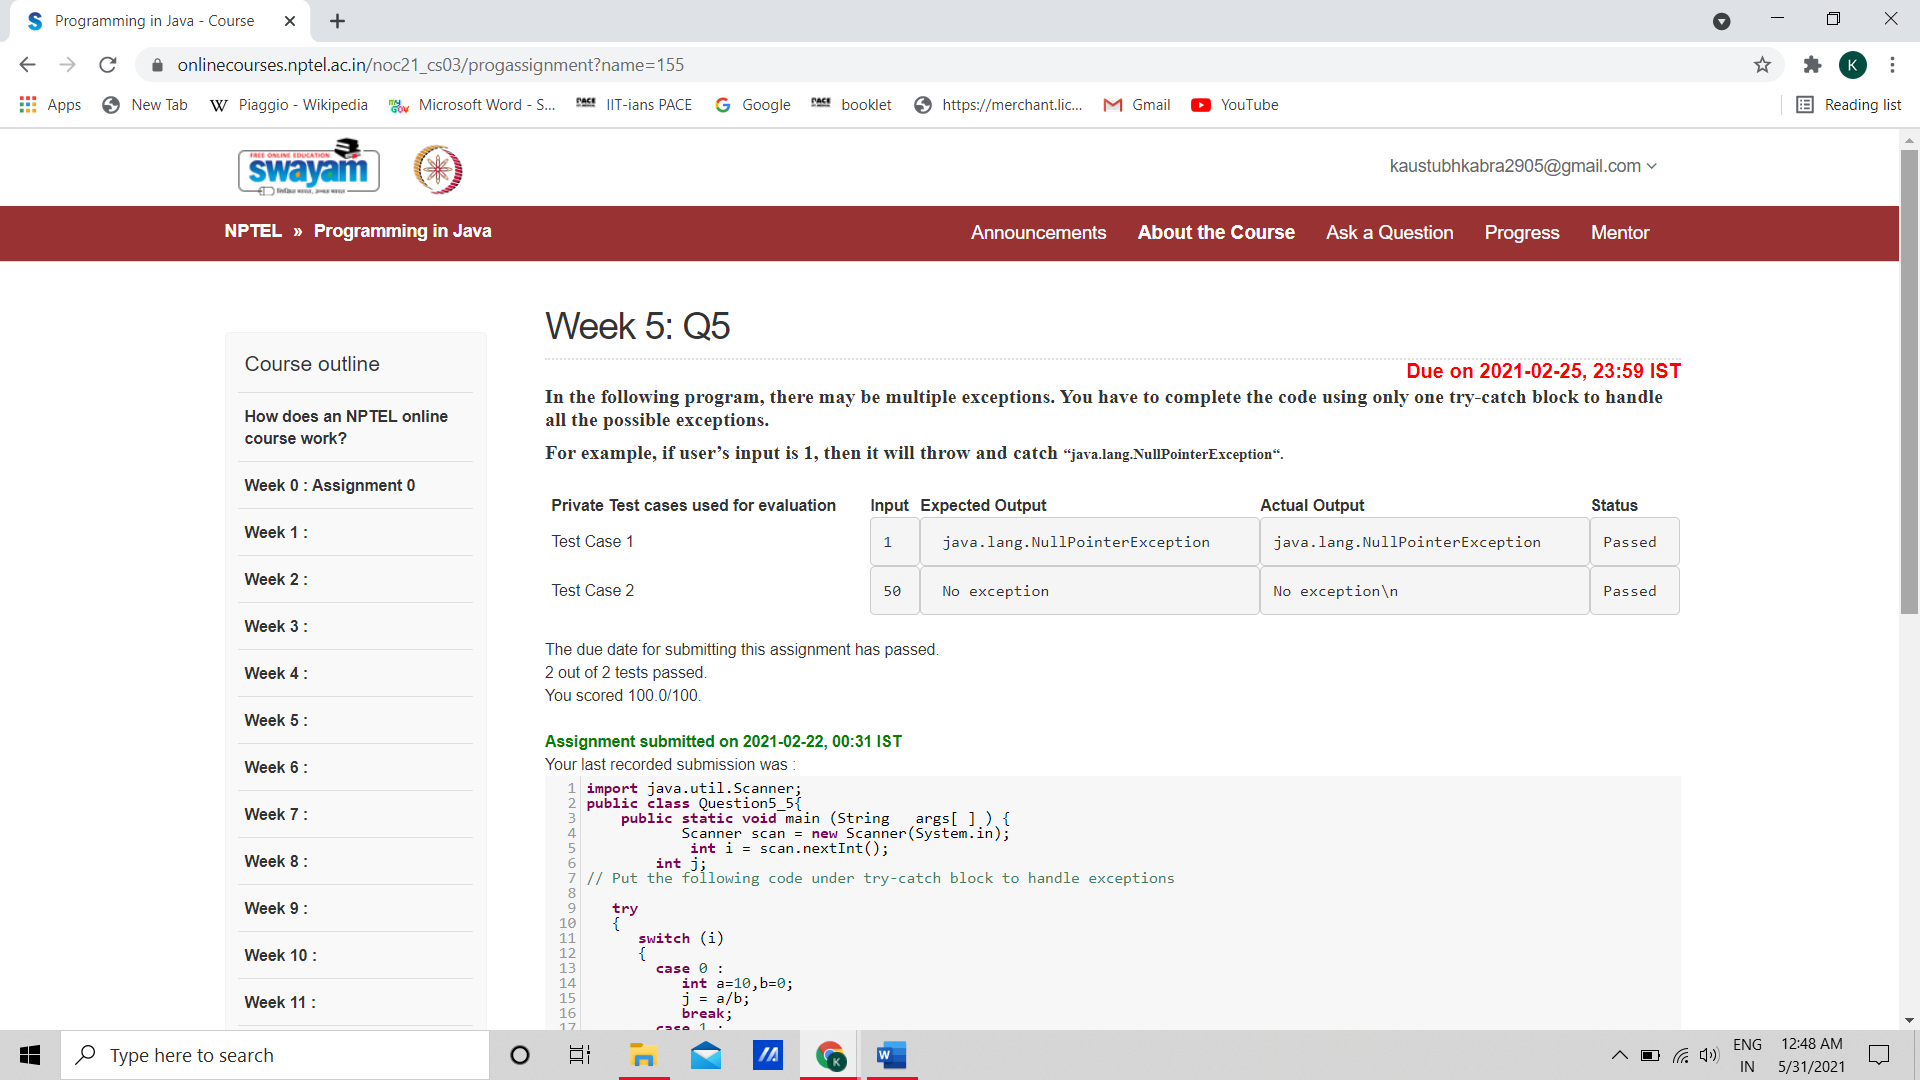 Programming in Java - Course
onlinecourses.nptel.ac.in/noc21_cs03/progassignment?name=155
K
Apps New Tab Piaggio - Wikipedia Microsoft Word - S... IIT-ians PACE Google booklet https://merchant.lic... Gmail YouTube Reading list
FREE ONLINE EDUCATION
swayam
kaustubhkabra2905@gmail.com
NPTEL » Programming in Java
Announcements About the Course Ask a Question Progress Mentor
Course outline
How does an NPTEL online
course work?
Week 0 : Assignment 0
Week 1 :
Week 2 :
Week 3 :
Week 4 :
Week 5 :
Week 6 :
Week 7 :
Week 8 :
Week 9 :
Week 10 :
Week 11 :
Week 5: Q5
Due on 2021-02-25, 23:59 IST
In the following program, there may be multiple exceptions. You have to complete the code using only one try-catch block to handle
all the possible exceptions.
For example, if user’s input is 1, then it will throw and catch “java.lang.NullPointerException“.
Private Test cases used for evaluation Input Expected Output Actual Output Status
Test Case 1 1 java.lang.NullPointerException java.lang.NullPointerException Passed
Test Case 2 50 No exception No exception\n Passed
The due date for submitting this assignment has passed.
2 out of 2 tests passed.
You scored 100.0/100.
Assignment submitted on 2021-02-22, 00:31 IST
Your last recorded submission was :
1 import java.util.Scanner;
2 public class Question5_5{
3 public static void main (String args[ ] ) {
4 Scanner scan = new Scanner(System.in);
5 int i = scan.nextInt();
6 int j;
7 // Put the following code under try-catch block to handle exceptions
8
9 try
10 {
11 switch (i)
12 {
13 case 0 :
14 int a=10,b=0;
15 j = a/b;
16 break;
17 case 1 :
Type here to search
ENG
IN
12:48 AM
5/31/2021